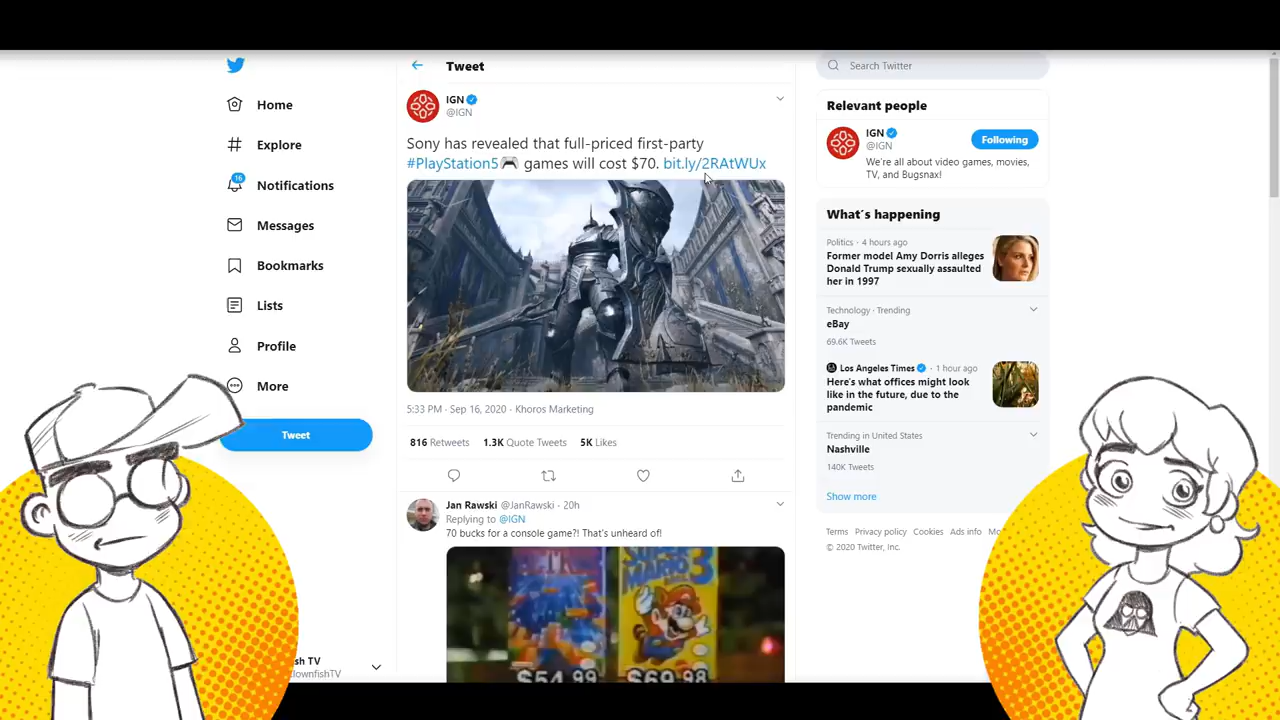 Home
Explore
16
Notifications
Messages
Bookmarks
Lists
Profile
More
Tweet
sh TV
lownfishTV
Tweet
IGN
@IGN
Sony has revealed that full-priced first-party
#PlayStation5🎮 games will cost $70. bit.ly/2RAtWUx
5:33 PM · Sep 16, 2020 · Khoros Marketing
816 Retweets 1.3K Quote Tweets 5K Likes
Jan Rawski @JanRawski · 20h
Replying to @IGN
70 bucks for a console game?! That's unheard of!
MARIO
3
$54.99 $69.98
Search Twitter
Relevant people
IGN
@IGN
Following
We're all about video games, movies,
TV, and Bugsnax!
What's happening
Politics · 4 hours ago
Former model Amy Dorris alleges
Donald Trump sexually assaulted
her in 1997
Technology · Trending
eBay
69.6K Tweets
Los Angeles Times · 1 hour ago
Here's what offices might look
like in the future, due to the
pandemic
Trending in United States
Nashville
140K Tweets
Show more
Terms Privacy policy Cookies Ads info Mo
© 2020 Twitter, Inc.